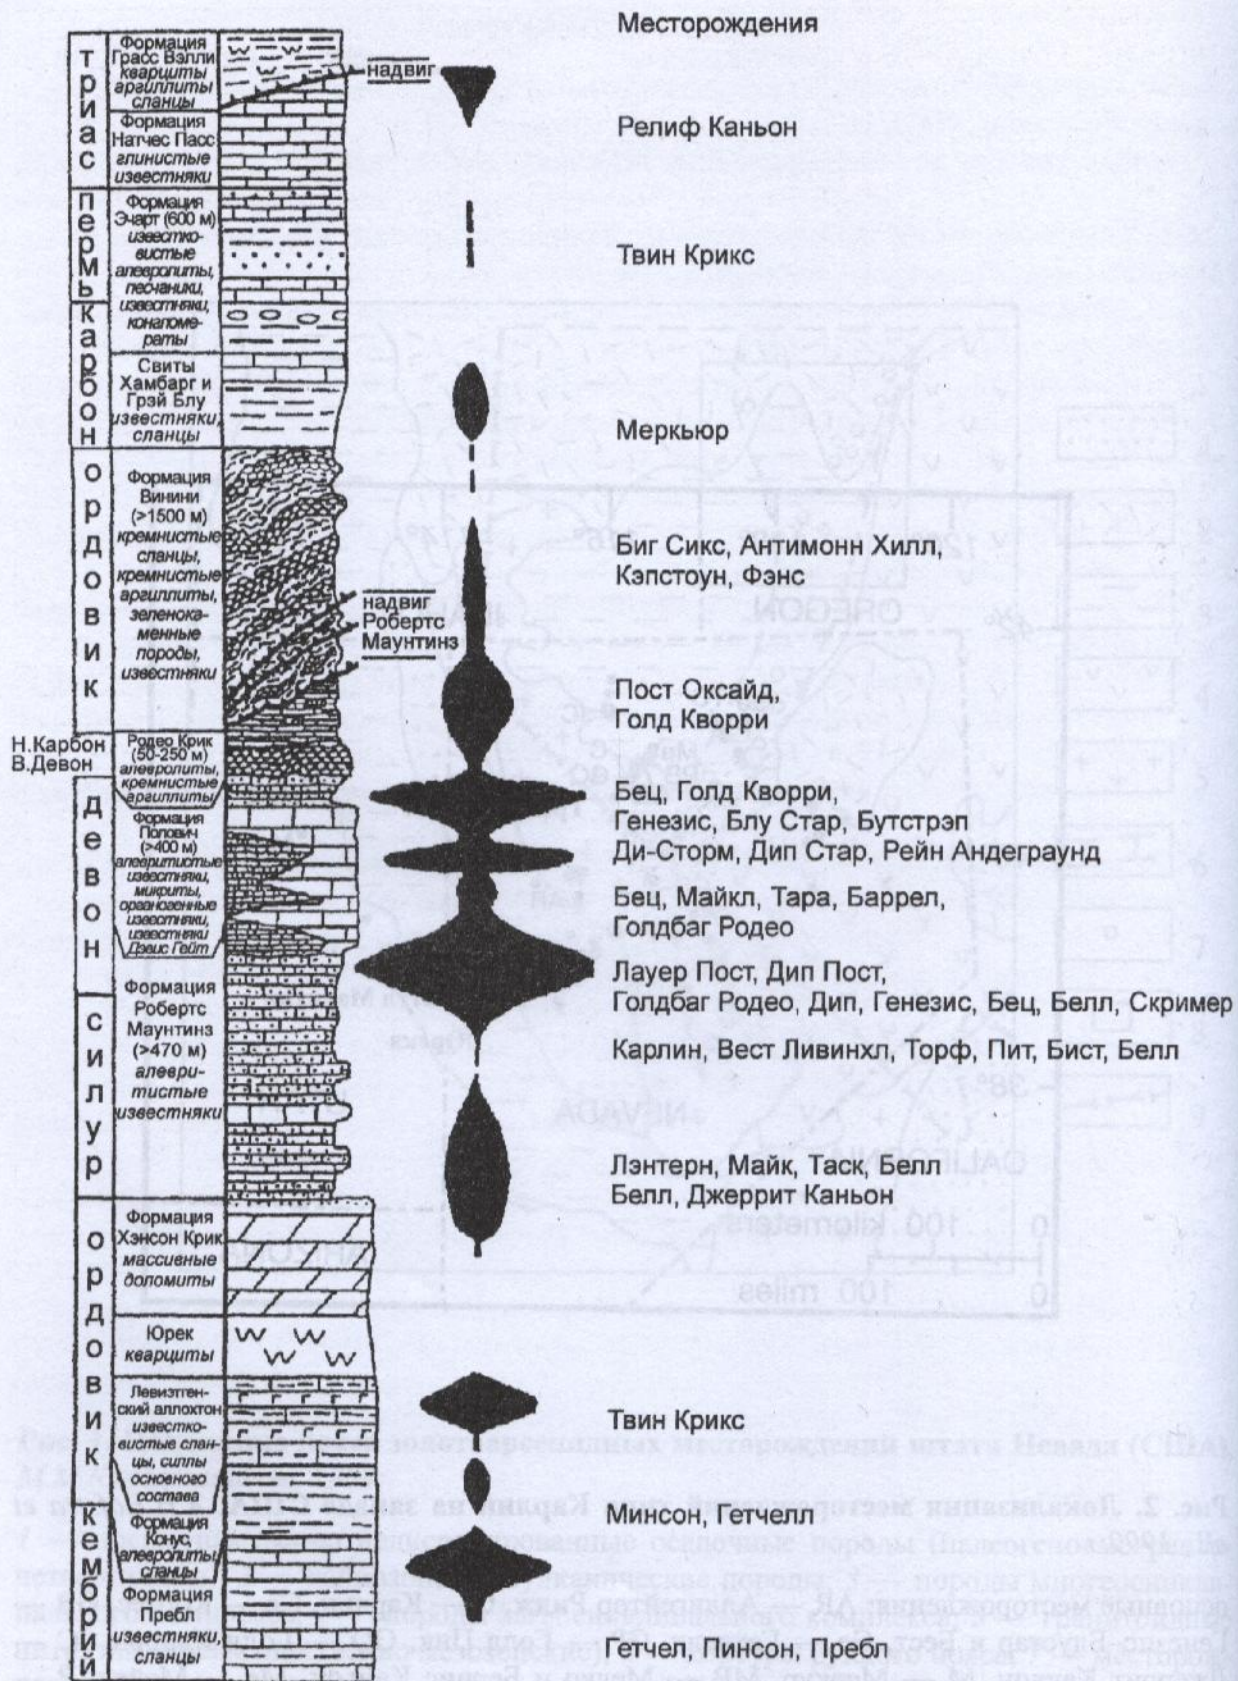 Месторождения
триас
Формация
Грасс Вэлли
кварциты
аргиллиты
сланцы
надвиг
Формация
Натчес Пасс
глинистые
известняки
Релиф Каньон
пермь
Формация
Эчарт (600 м)
известко-
вистые
алевролиты,
песчаники,
известняки,
конгломе-
раты
Твин Крикс
карбон
Свиты
Хамбарг и
Грэй Блу
известняки,
сланцы
Меркьюр
ордовик
Формация
Винини
(>1500 м)
кремнистые
сланцы,
кремнистые
аргиллиты,
зеленока-
менные
породы,
известняки
надвиг
Робертс
Маунтинз
Биг Сикс, Антимонн Хилл,
Кэпстоун, Фэнс
Пост Оксайд,
Голд Кворри
Н.Карбон
В.Девон
Родео Крик
(50-250 м)
алевролиты,
кремнистые
аргиллиты
девон
Формация
Попович
(>400 м)
алевритистые
известняки,
микриты,
органогенные
известняки,
известняки
Дэвис Гейт
Бец, Голд Кворри,
Генезис, Блу Стар, Бутстрэп
Ди-Сторм, Дип Стар, Рейн Андеграунд
Бец, Майкл, Тара, Баррел,
Голдбаг Родео
Лауер Пост, Дип Пост,
Голдбаг Родео, Дип, Генезис, Бец, Белл, Скример
силур
Формация
Робертс
Маунтинз
(>470 м)
алеври-
тистые
известняки
Карлин, Вест Ливинхл, Торф, Пит, Бист, Белл
Лэнтерн, Майк, Таск, Белл
Белл, Джеррит Каньон
ордовик
Формация
Хэнсон Крик
массивные
доломиты
Юрек
кварциты
Левиэтен-
ский аллохтон
известко-
вистые слан-
цы, силлы
основного
состава
Твин Крикс
кембрий
Формация
Конус,
алевролиты,
сланцы
Минсон, Гетчелл
Формация
Пребл
известняки,
сланцы
Гетчел, Пинсон, Пребл